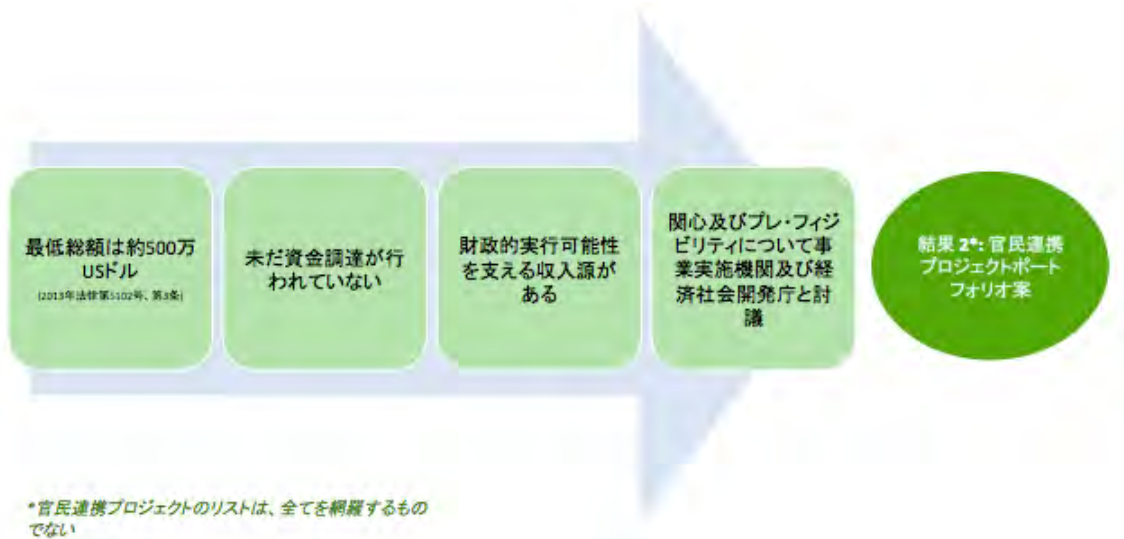 最低総額は約500万
USドル
(2013年法律第5102号、第3条)
未だ資金調達が行
われていない
財政的実行可能性
を支える収入源が
ある
関心及びプレ・フィジ
ビリティについて事
業実施機関及び経
済社会開発庁と討
議
結果 2*: 官民連携
プロジェクトポート
フォリオ案
*官民連携プロジェクトのリストは、全てを網羅するもの
でない